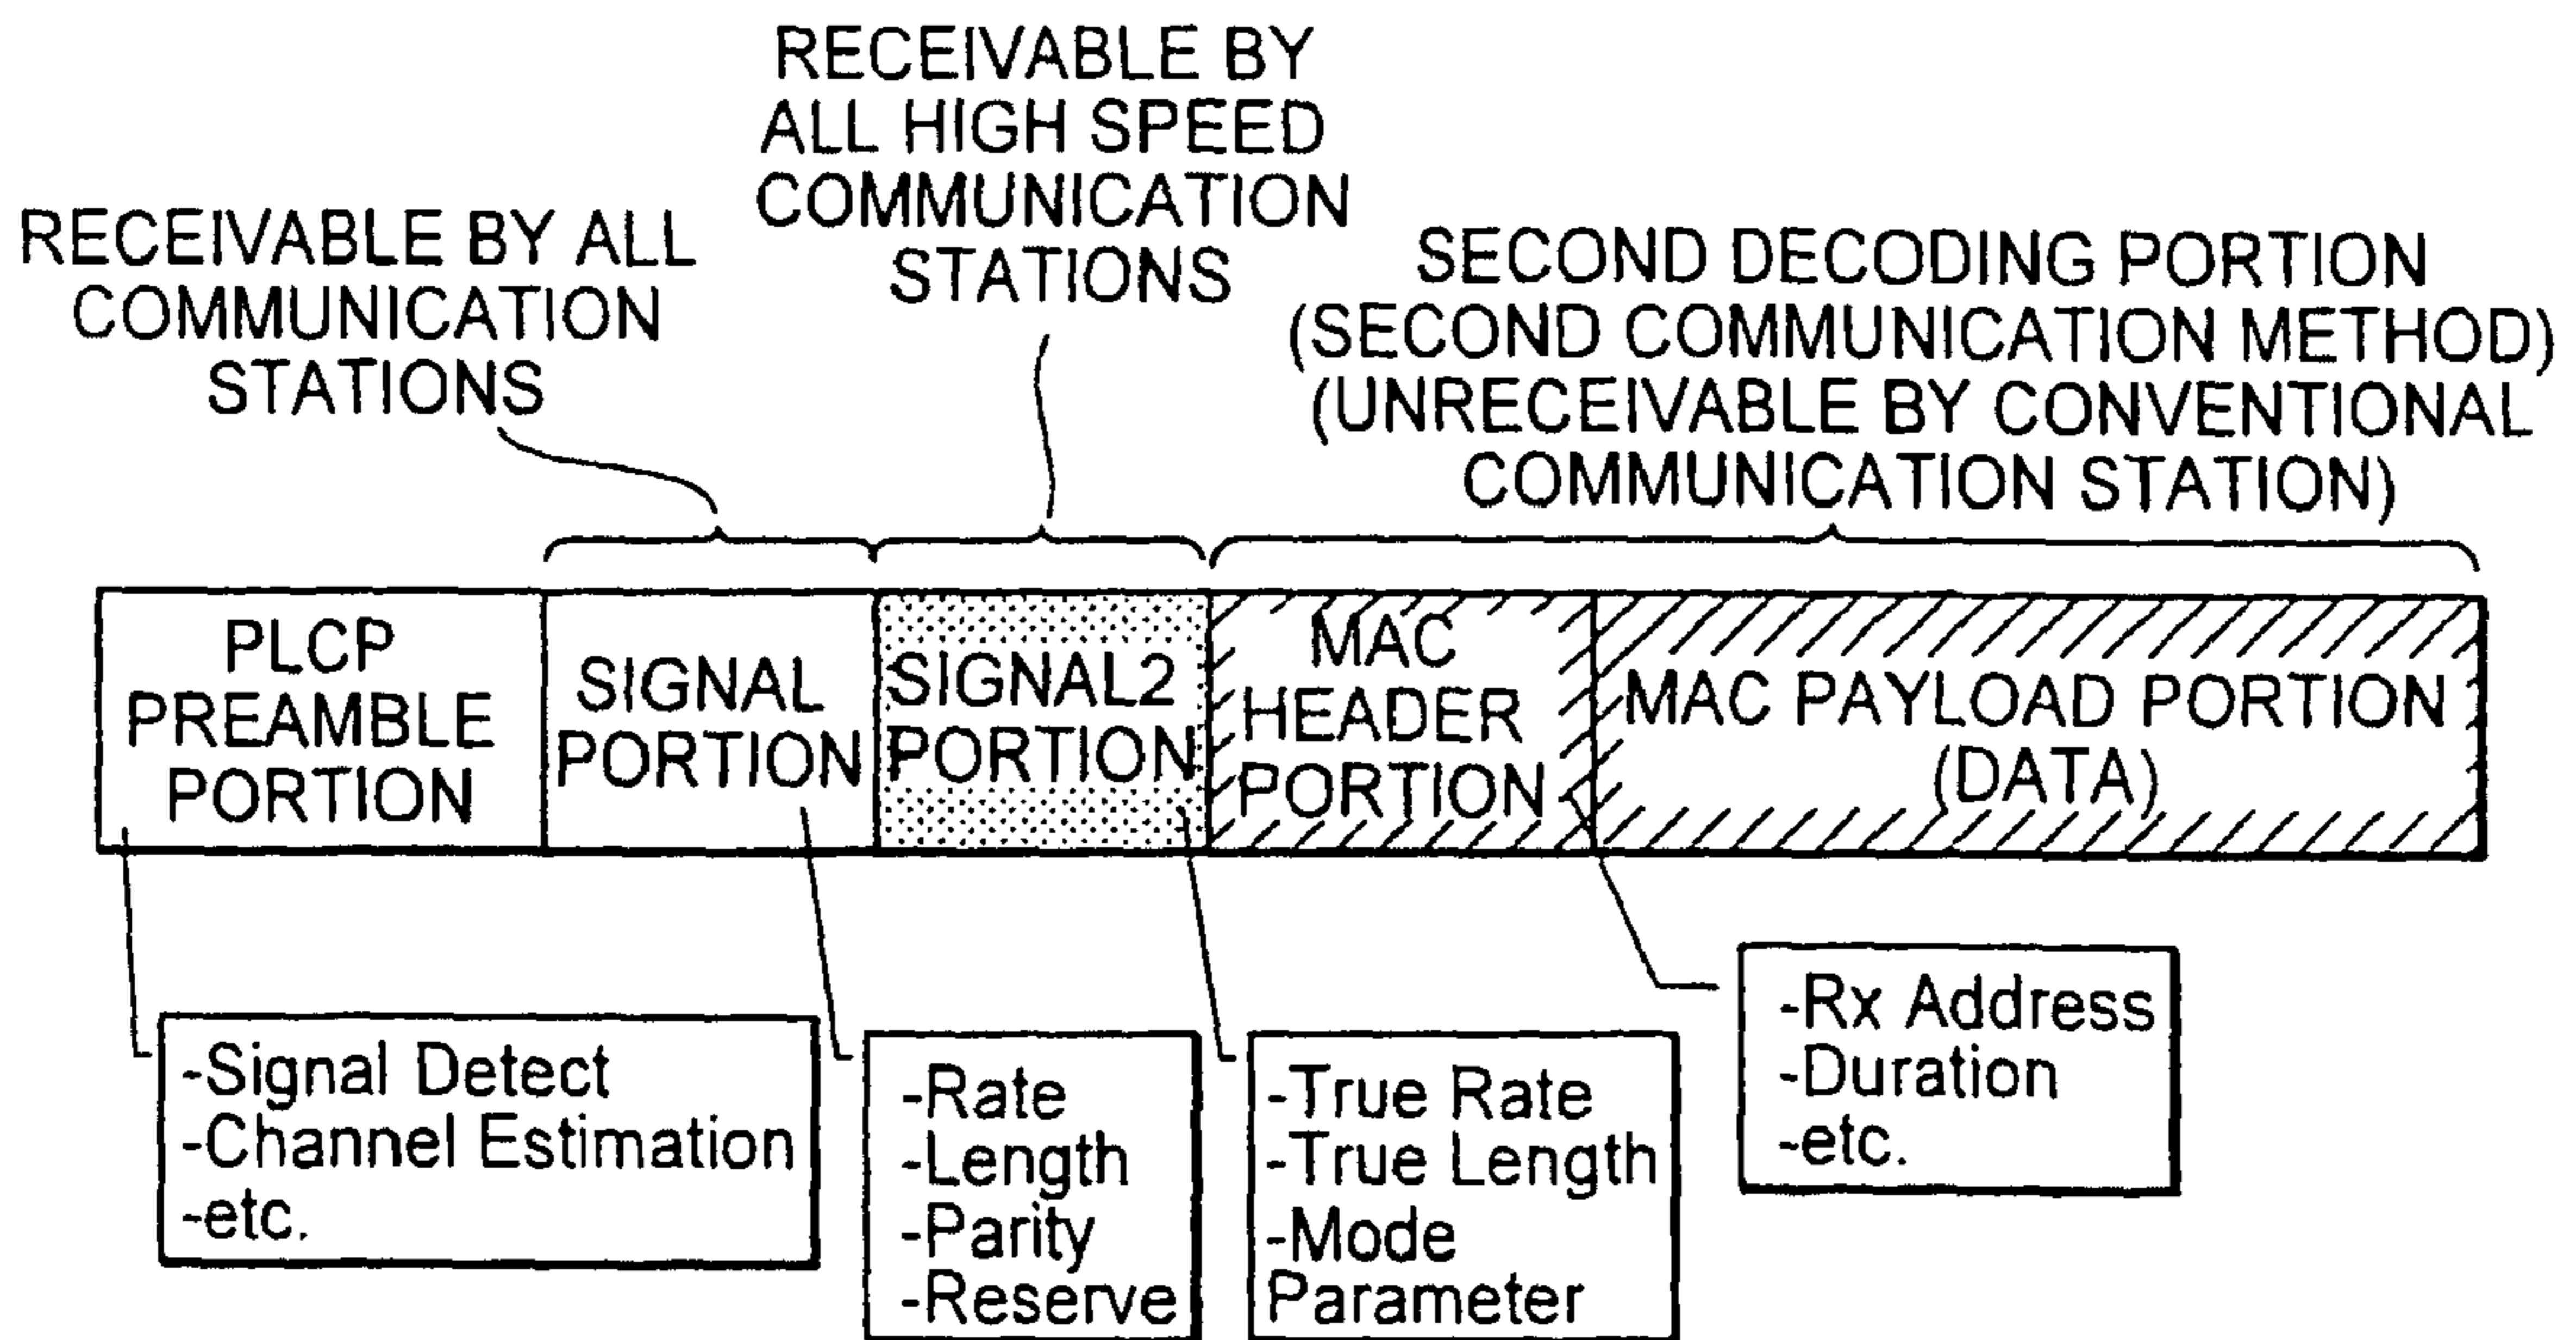 RECEIVABLE BY ALL
COMMUNICATION
STATIONS
RECEIVABLE BY
ALL HIGH SPEED
COMMUNICATION
STATIONS
SECOND DECODING PORTION
(SECOND COMMUNICATION METHOD)
(UNRECEIVABLE BY CONVENTIONAL
COMMUNICATION STATION)
PLCP
PREAMBLE
PORTION
SIGNAL
PORTION
SIGNAL2
PORTION
MAC
HEADER
PORTION
MAC PAYLOAD PORTION
(DATA)
-Signal Detect
-Channel Estimation
-etc.
-Rate
-Length
-Parity
-Reserve
-True Rate
-True Length
-Mode
Parameter
-Rx Address
-Duration
-etc.